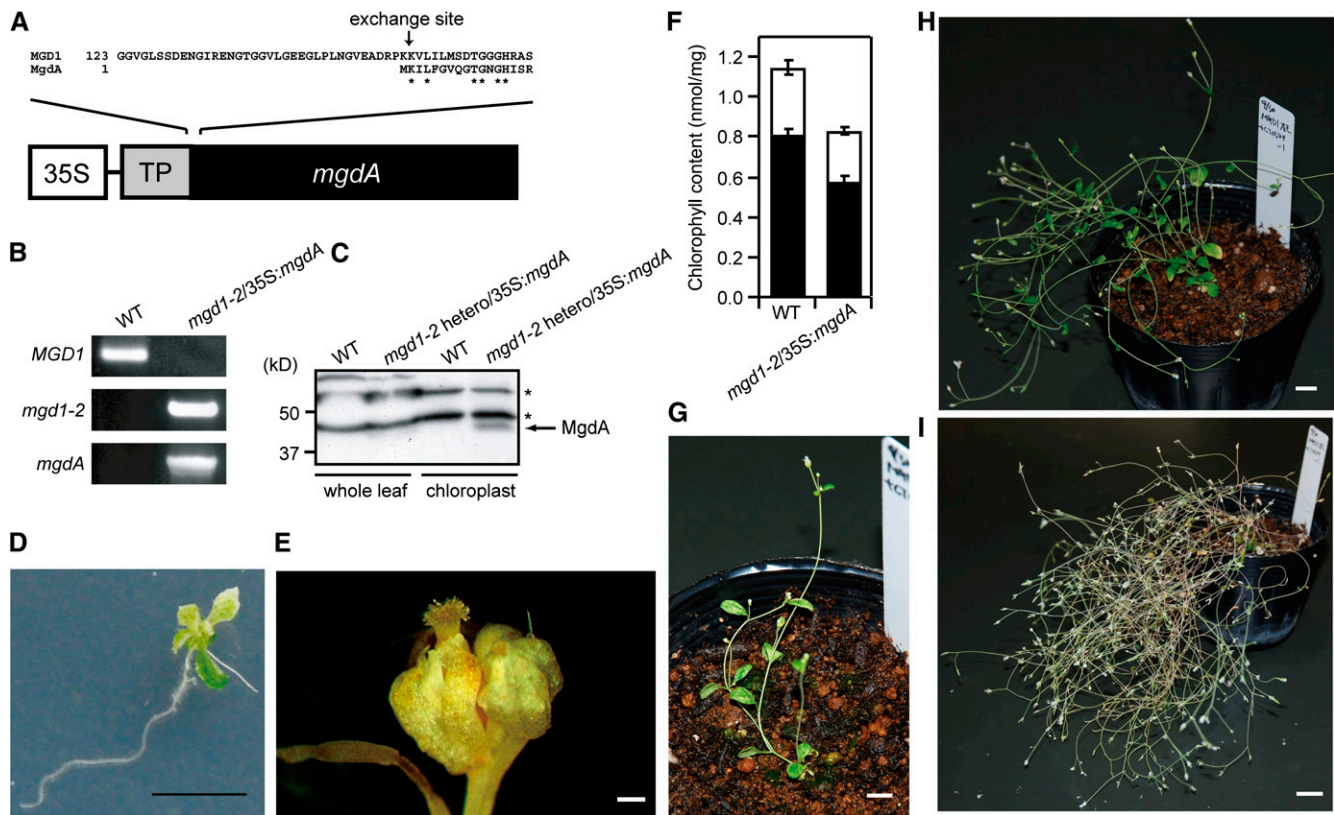 A
exchange site
MGD1 123 GGVGLSSDENGIRENGTGGVLGEEGLPLNGVEADRPKKVLILMSDTGGGHRAS
MgdA 1 MKILFGVQGTGNGHISR
* * ** **
35S TP mgdA
B
WT mgd1-2/35S:mgdA
MGD1
mgd1-2
mgdA
C
WT mgd1-2 hetero/35S:mgdA WT mgd1-2 hetero/35S:mgdA
(kD)
50
37
*
*
MgdA
whole leaf chloroplast
D
E
F
Chlorophyll content (nmol/mg)
1.2
1.0
0.8
0.6
0.4
0.2
0.0
WT
mgd1-2/35S:mgdA
G
H
I